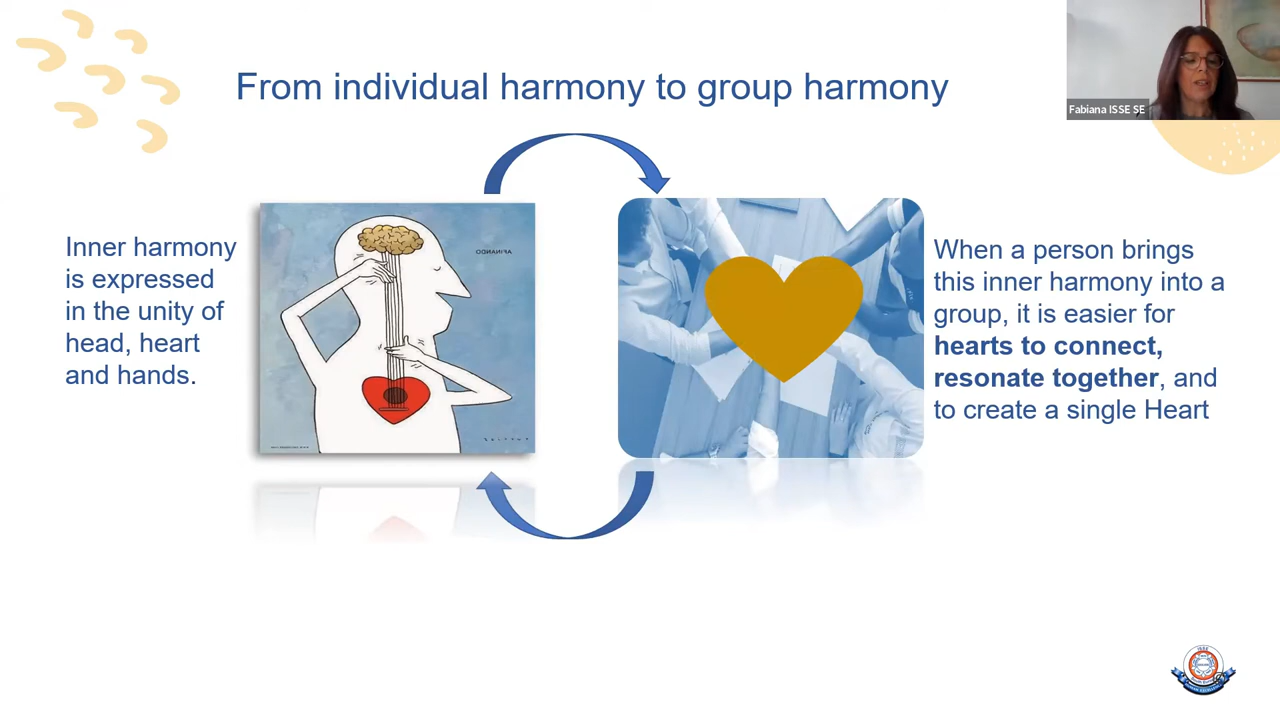 From individual harmony to group harmony
Fabiana ISSE SE
Inner harmony
is expressed
in the unity of
head, heart
and hands.
AFINANDO
When a person brings
this inner harmony into a
group, it is easier for
hearts to connect,
resonate together, and
to create a single Heart